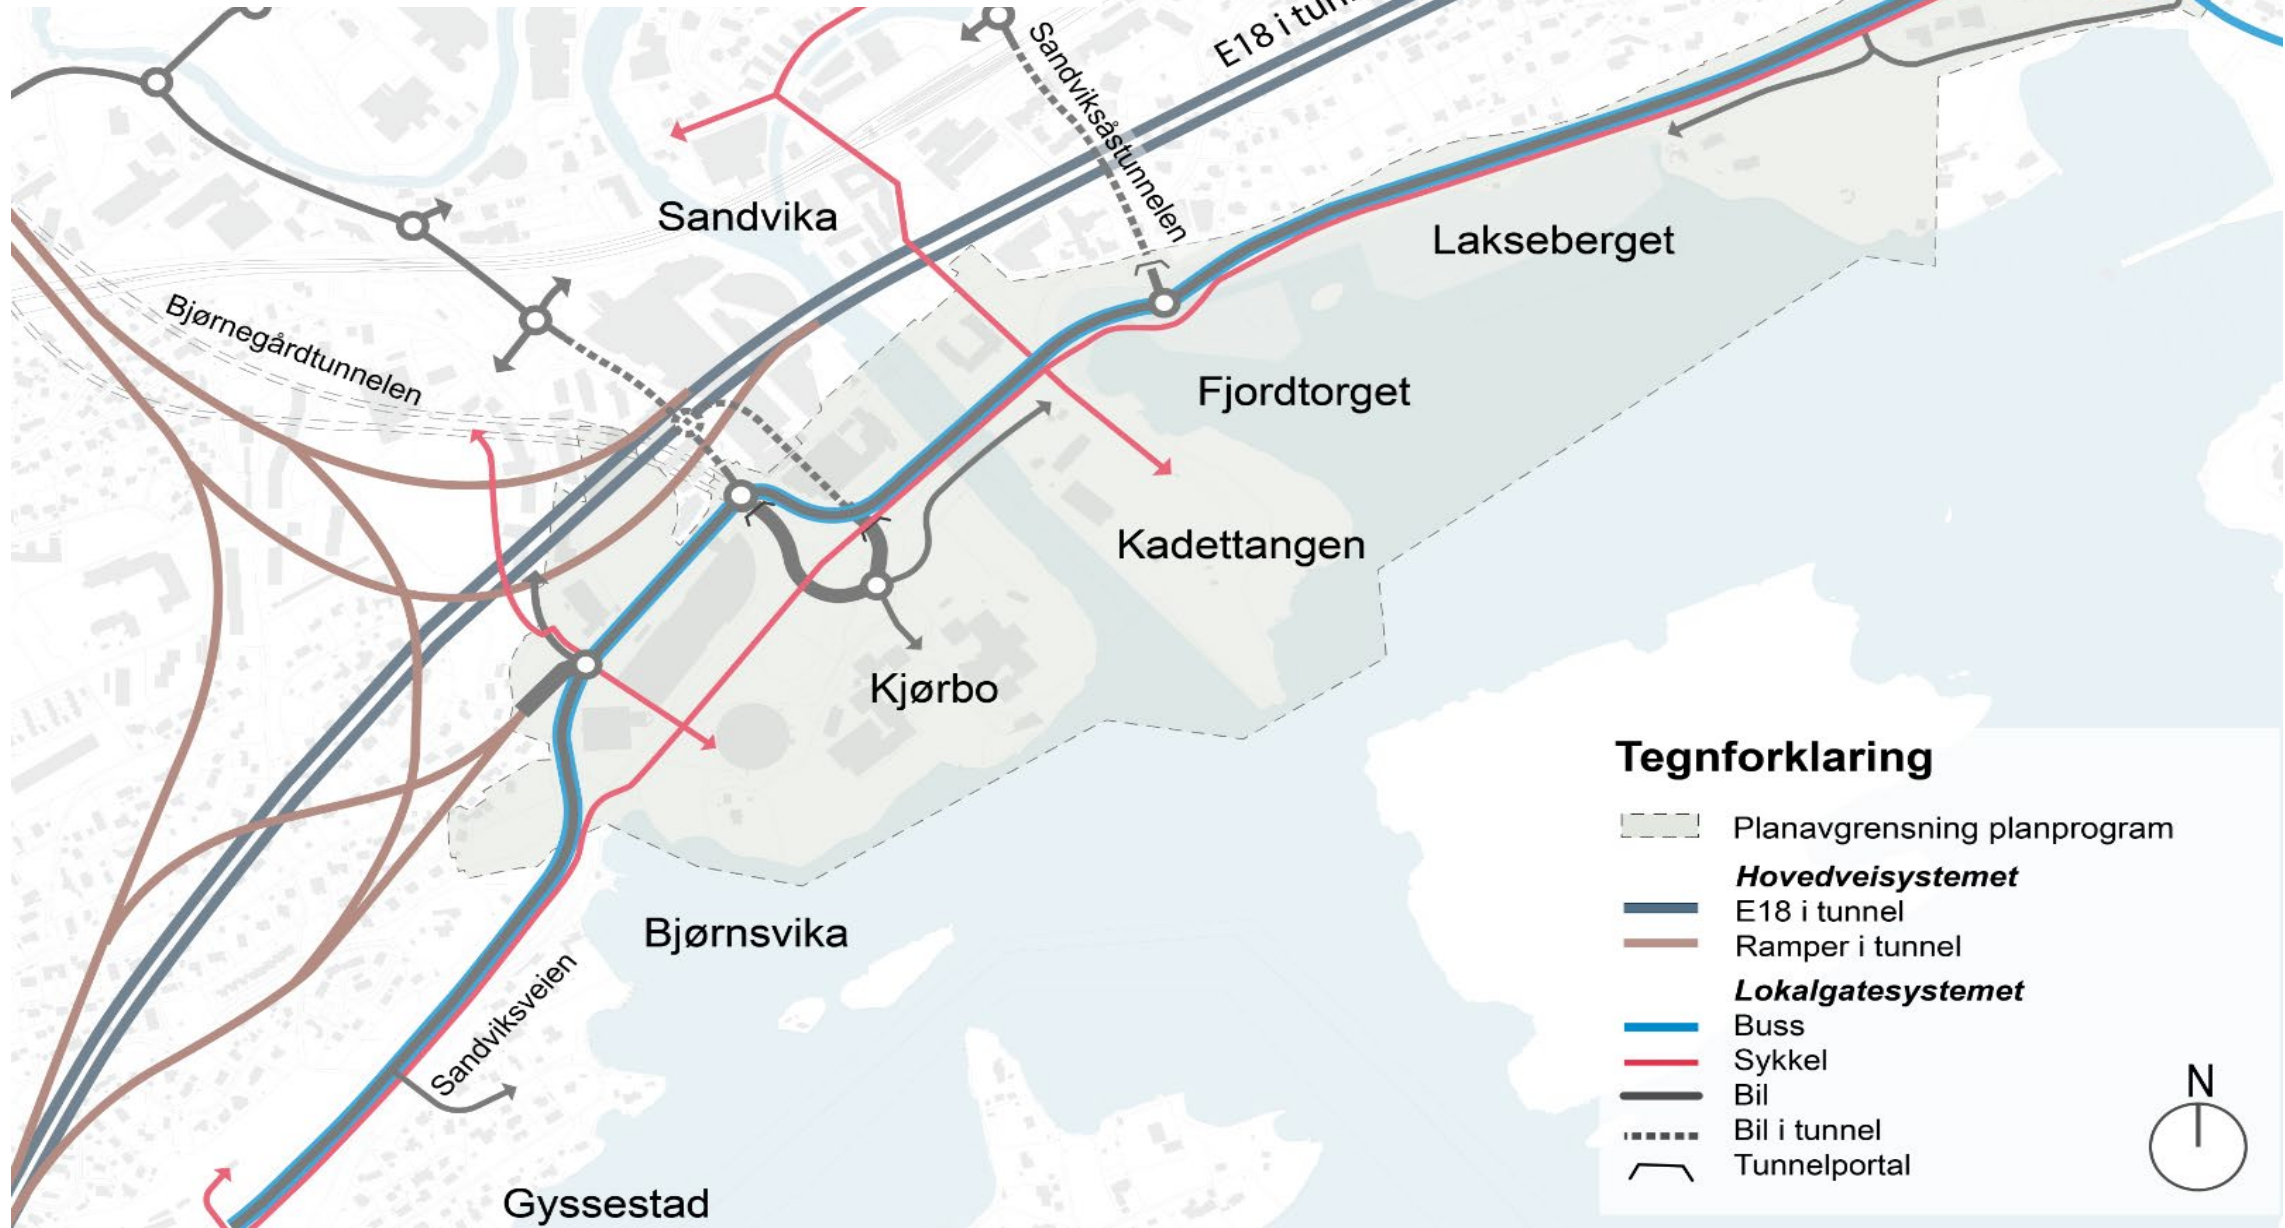 Sandviksåstunnelen
E18 i tun
Sandvika
Lakseberget
Bjørnegårdtunnelen
Fjordtorget
Kadettangen
Kjørbo
Bjørnsvika
Sandviksveien
Gyssestad
Tegnforklaring
Planavgrensning planprogram
Hovedveisystemet
E18 i tunnel
Ramper i tunnel
Lokalgatesystemet
Buss
Sykkel
Bil
Bil i tunnel
Tunnelportal
N